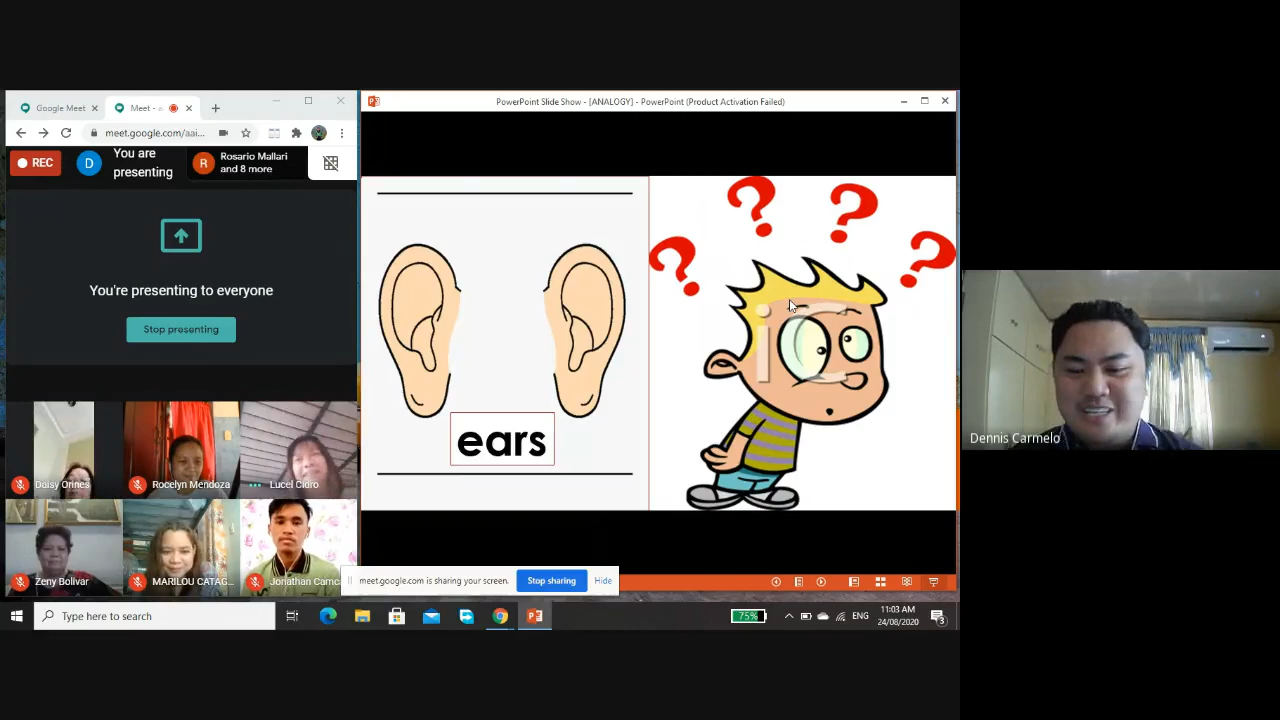 Google Meet
Meet - a
meet.google.com/aai...
REC
D
You are
presenting
R
Rosario Mallari
and 8 more
You're presenting to everyone
Stop presenting
Daisy Orines
Rocelyn Mendoza
Lucel Cidro
Zeny Bolivar
MARILOU CATAG...
Jonathan Camc
PowerPoint Slide Show - [ANALOGY] - PowerPoint (Product Activation Failed)
? ? ? ?
iC
ears
meet.google.com is sharing your screen.
Stop sharing
Hide
Type here to search
75%
ENG
11:03 AM
24/08/2020
3
Dennis Carmelo